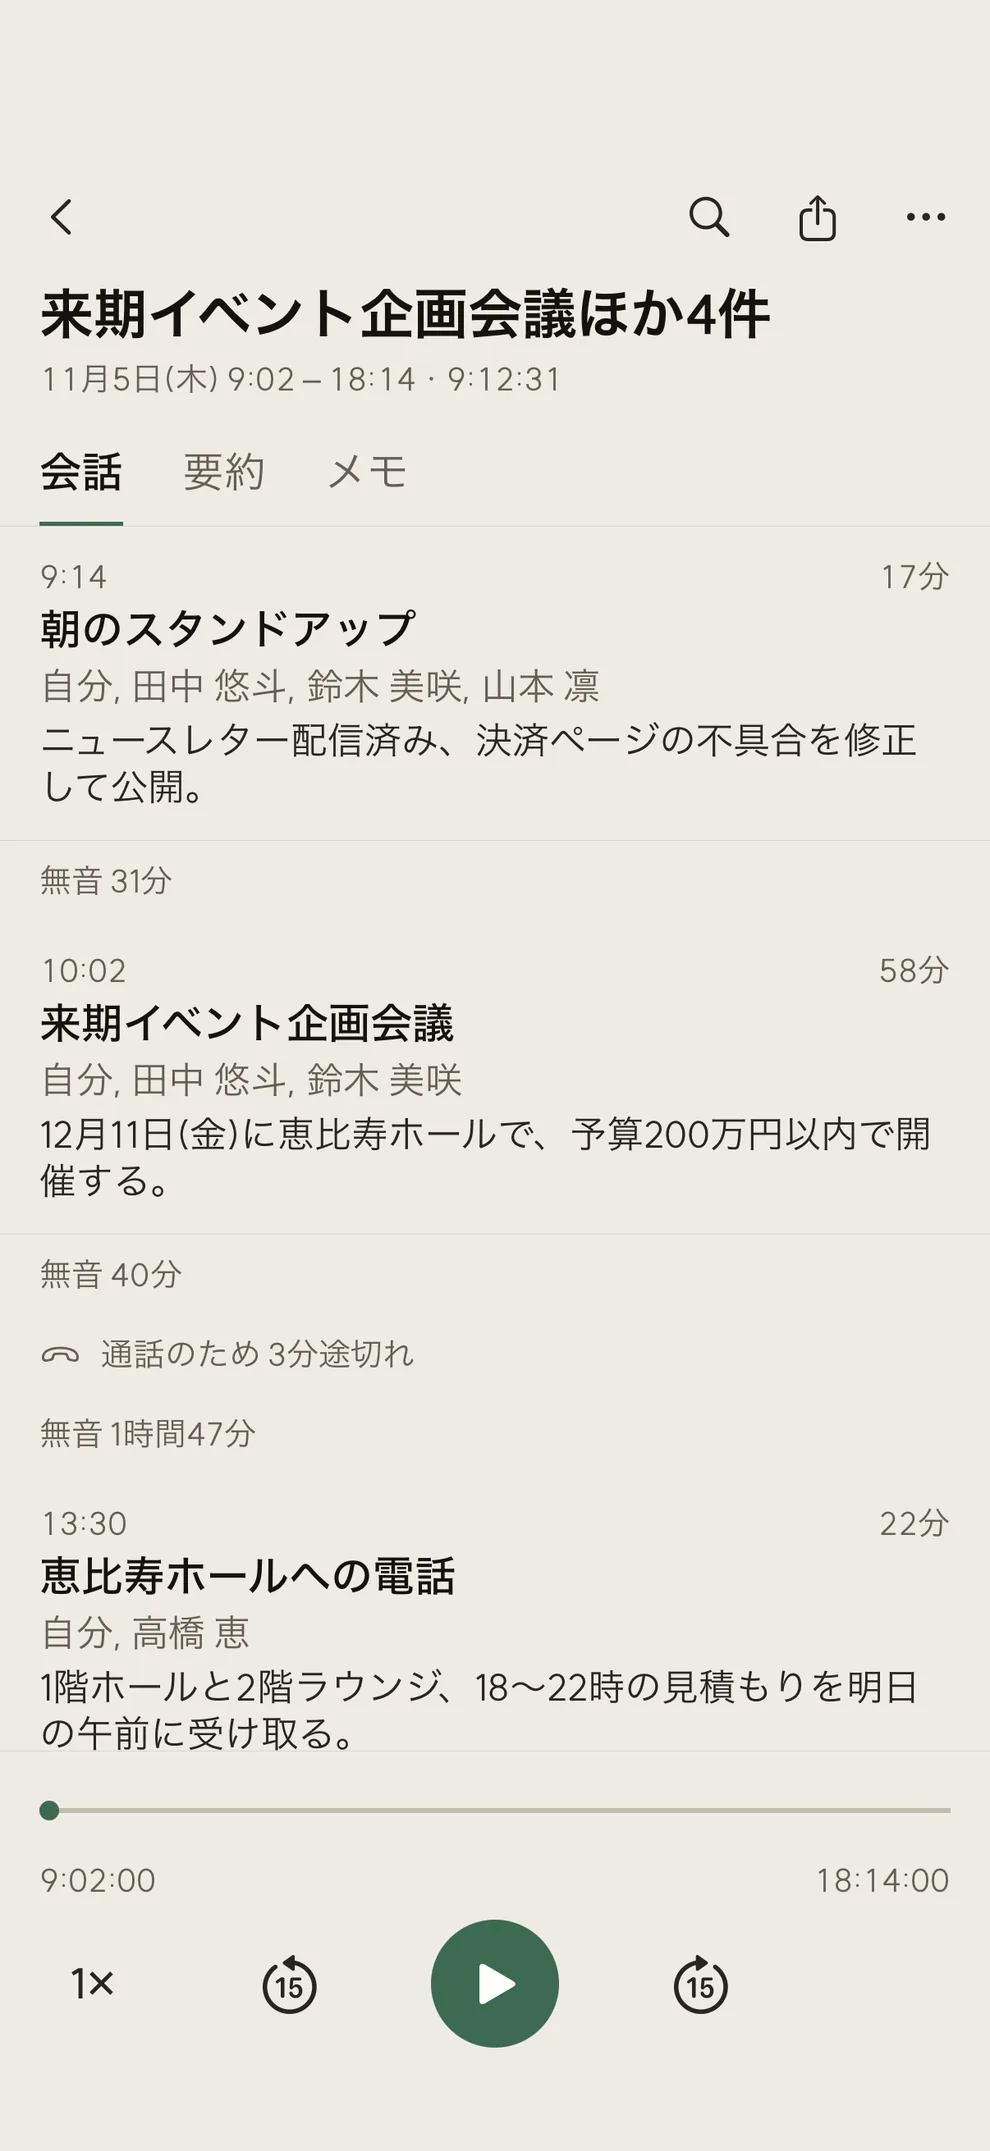 来期イベント企画会議ほか4件
11月5日(木) 9:02 – 18:14 · 9:12:31
会話 要約 メモ
9:14 17分
朝のスタンドアップ
自分, 田中 悠斗, 鈴木 美咲, 山本 凛
ニュースレター配信済み、決済ページの不具合を修正
して公開。
無音 31分
10:02 58分
来期イベント企画会議
自分, 田中 悠斗, 鈴木 美咲
12月11日(金)に恵比寿ホールで、予算200万円以内で開
催する。
無音 40分
通話のため 3分途切れ
無音 1時間47分
13:30 22分
恵比寿ホールへの電話
自分, 高橋 恵
1階ホールと2階ラウンジ、18〜22時の見積もりを明日
の午前に受け取る。
9:02:00 18:14:00
1× 15 15